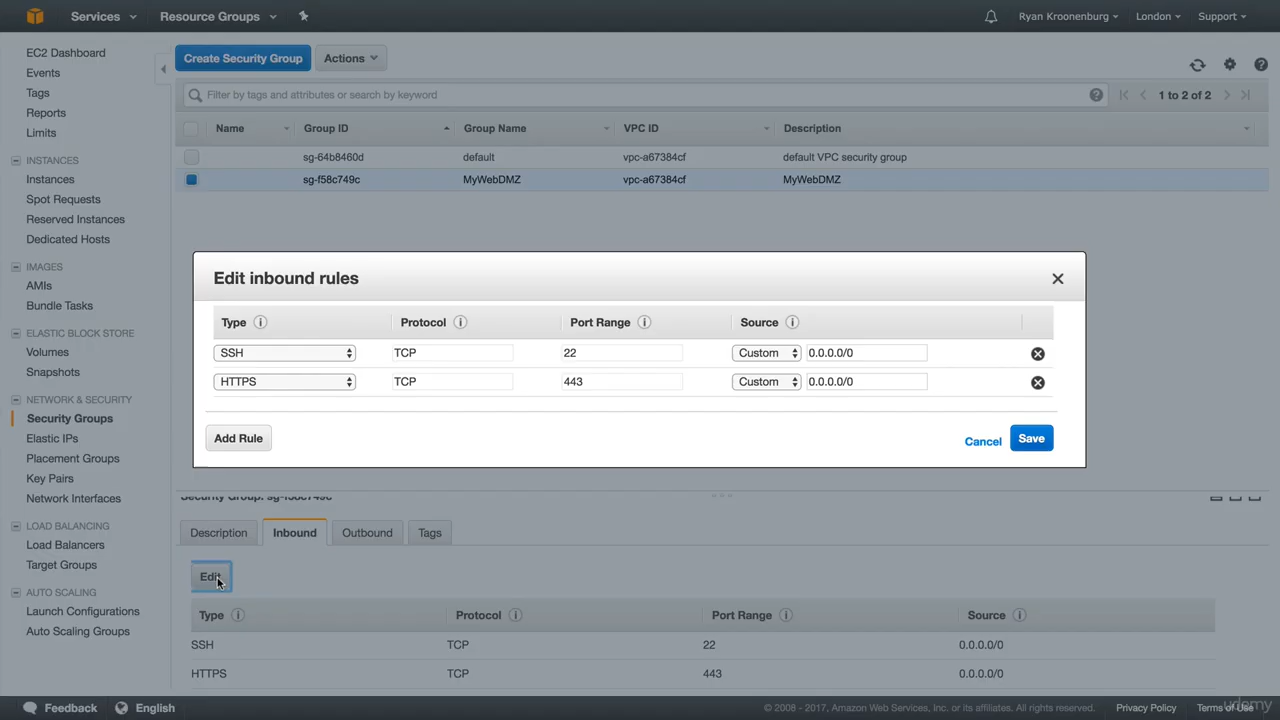 Services Resource Groups Ryan Kroonenburg London Support
EC2 Dashboard
Events
Tags
Reports
Limits
INSTANCES
Instances
Spot Requests
Reserved Instances
Dedicated Hosts
IMAGES
AMIs
Bundle Tasks
ELASTIC BLOCK STORE
Volumes
Snapshots
NETWORK & SECURITY
Security Groups
Elastic IPs
Placement Groups
Key Pairs
Network Interfaces
LOAD BALANCING
Load Balancers
Target Groups
AUTO SCALING
Launch Configurations
Auto Scaling Groups
Create Security Group Actions
Filter by tags and attributes or search by keyword 1 to 2 of 2
Name Group ID Group Name VPC ID Description
sg-64b8460d default vpc-a67384cf default VPC security group
sg-f58c749c MyWebDMZ vpc-a67384cf MyWebDMZ
Edit inbound rules
Type Protocol Port Range Source
SSH TCP 22 Custom 0.0.0.0/0
HTTPS TCP 443 Custom 0.0.0.0/0
Add Rule Cancel Save
Security Group: sg-f58c749c
Description Inbound Outbound Tags
Edit
Type Protocol Port Range Source
SSH TCP 22 0.0.0.0/0
HTTPS TCP 443 0.0.0.0/0
Feedback English © 2008 - 2017, Amazon Web Services, Inc. or its affiliates. All rights reserved. Privacy Policy Terms of Use
udemy